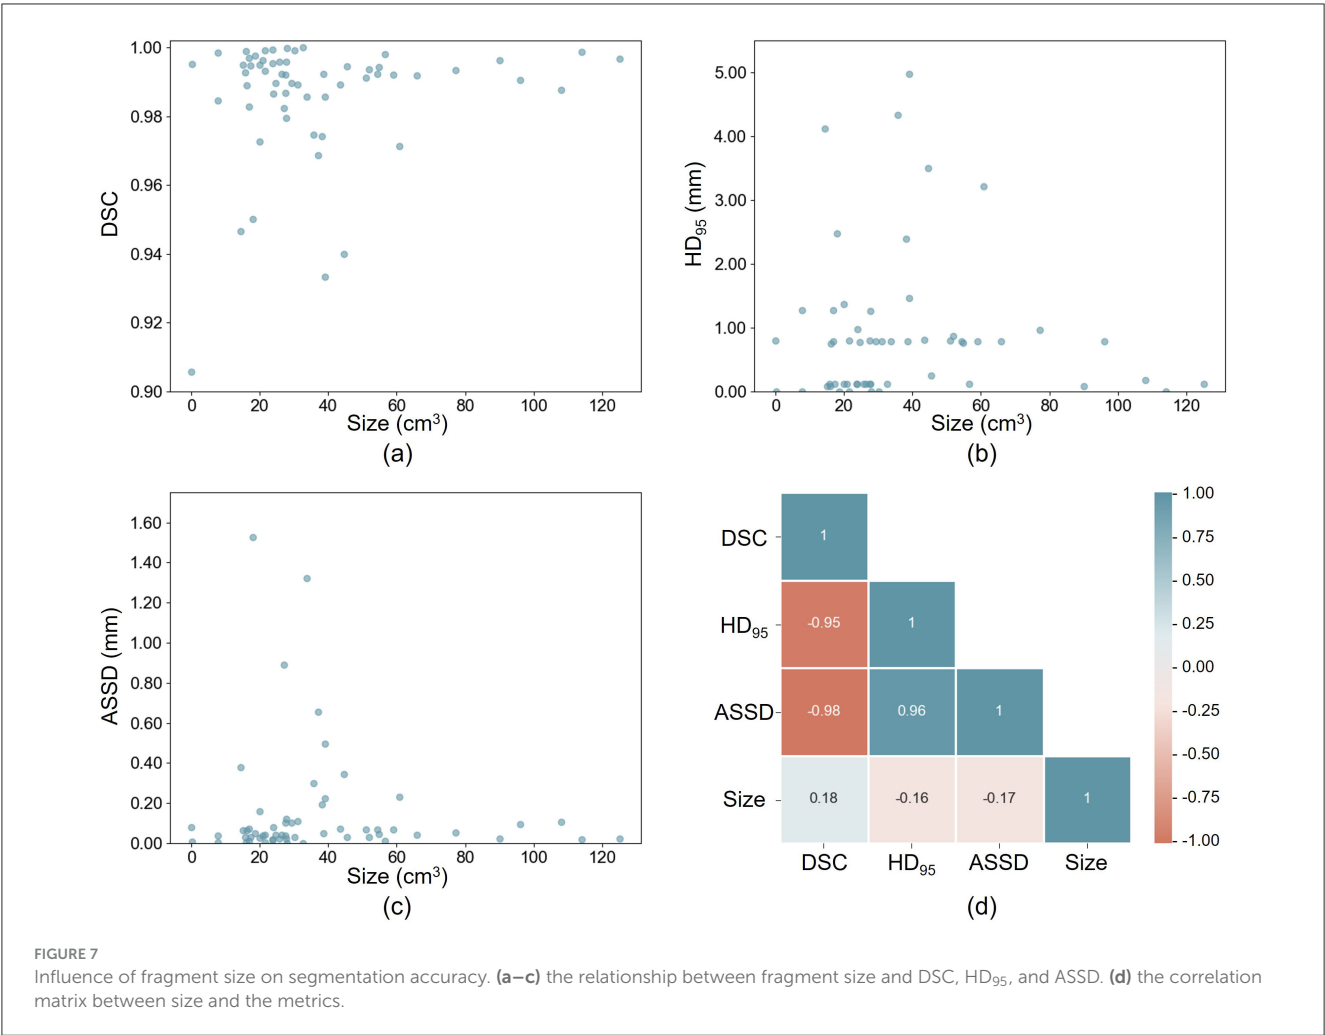 1.00
0.98
0.96
0.94
0.92
0.90
DSC
0 20 40 60 80 100 120
Size (cm³)
(a)
5.00
4.00
3.00
2.00
1.00
0.00
HD₉₅ (mm)
0 20 40 60 80 100 120
Size (cm³)
(b)
1.60
1.40
1.20
1.00
0.80
0.60
0.40
0.20
0.00
ASSD (mm)
0 20 40 60 80 100 120
Size (cm³)
(c)
DSC 1
HD₉₅ -0.95 1
ASSD -0.98 0.96 1
Size 0.18 -0.16 -0.17 1
DSC HD₉₅ ASSD Size
1.00
0.75
0.50
0.25
0.00
-0.25
-0.50
-0.75
-1.00
(d)
FIGURE 7
Influence of fragment size on segmentation accuracy. (a–c) the relationship between fragment size and DSC, HD₉₅, and ASSD. (d) the correlation
matrix between size and the metrics.